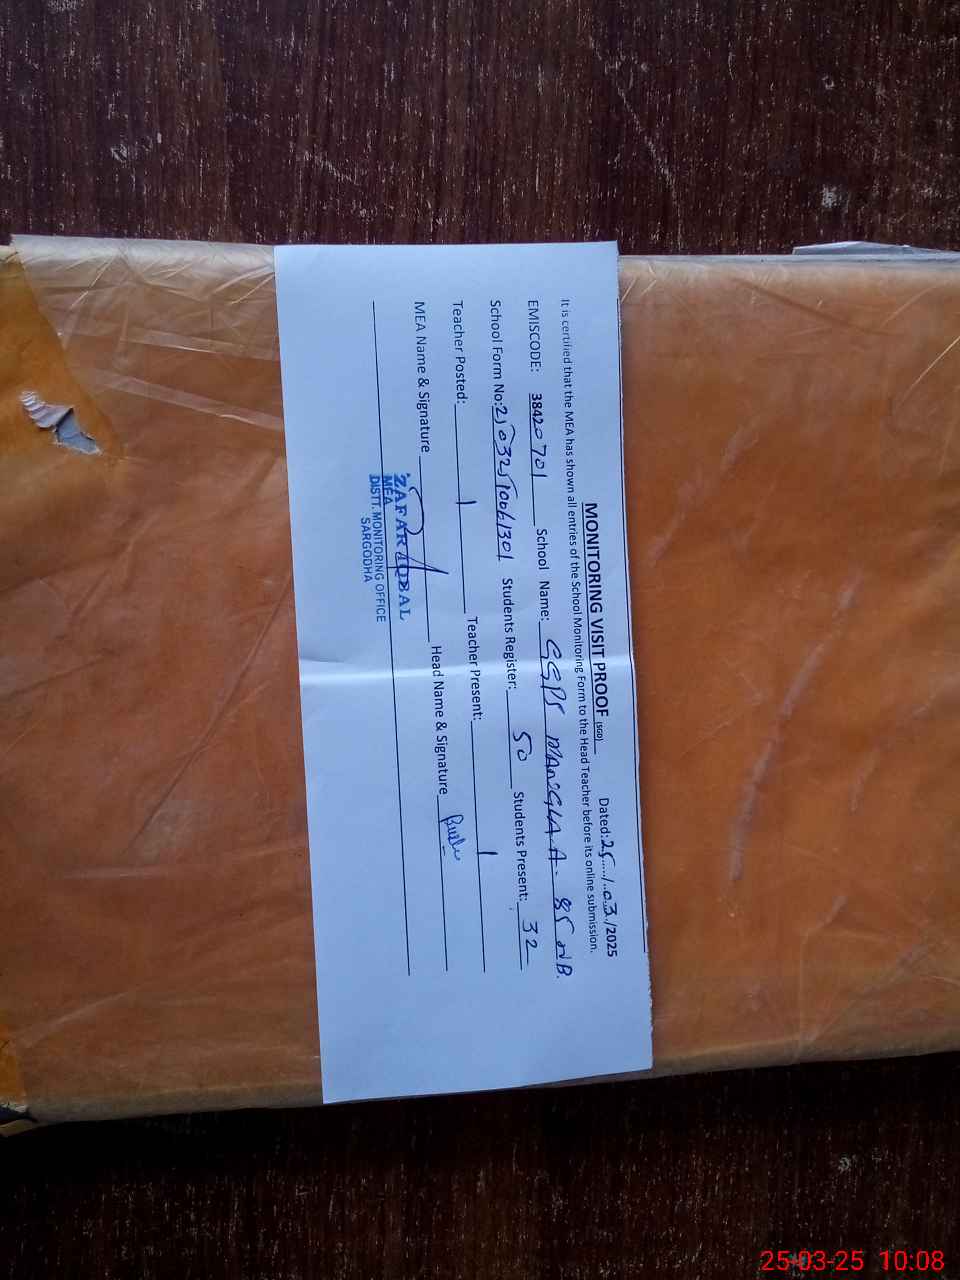 MONITORING VISIT PROOF (SGD) Dated: 25/03/2025
It is certified that the MEA has shown all entries of the School Monitoring Form to the Head Teacher before its online submission.
EMISCODE: 38420701 School Name: GGPS MANGLA.A. 85 NB.
School Form No: Students Register: 50 Students Present: 32
Teacher Posted: 1 Teacher Present: 1
MEA Name & Signature Head Name & Signature
ZAFAR IQBAL
MEA
DISTT. MONITORING OFFICE
SARGODHA
25-03-25 10:08